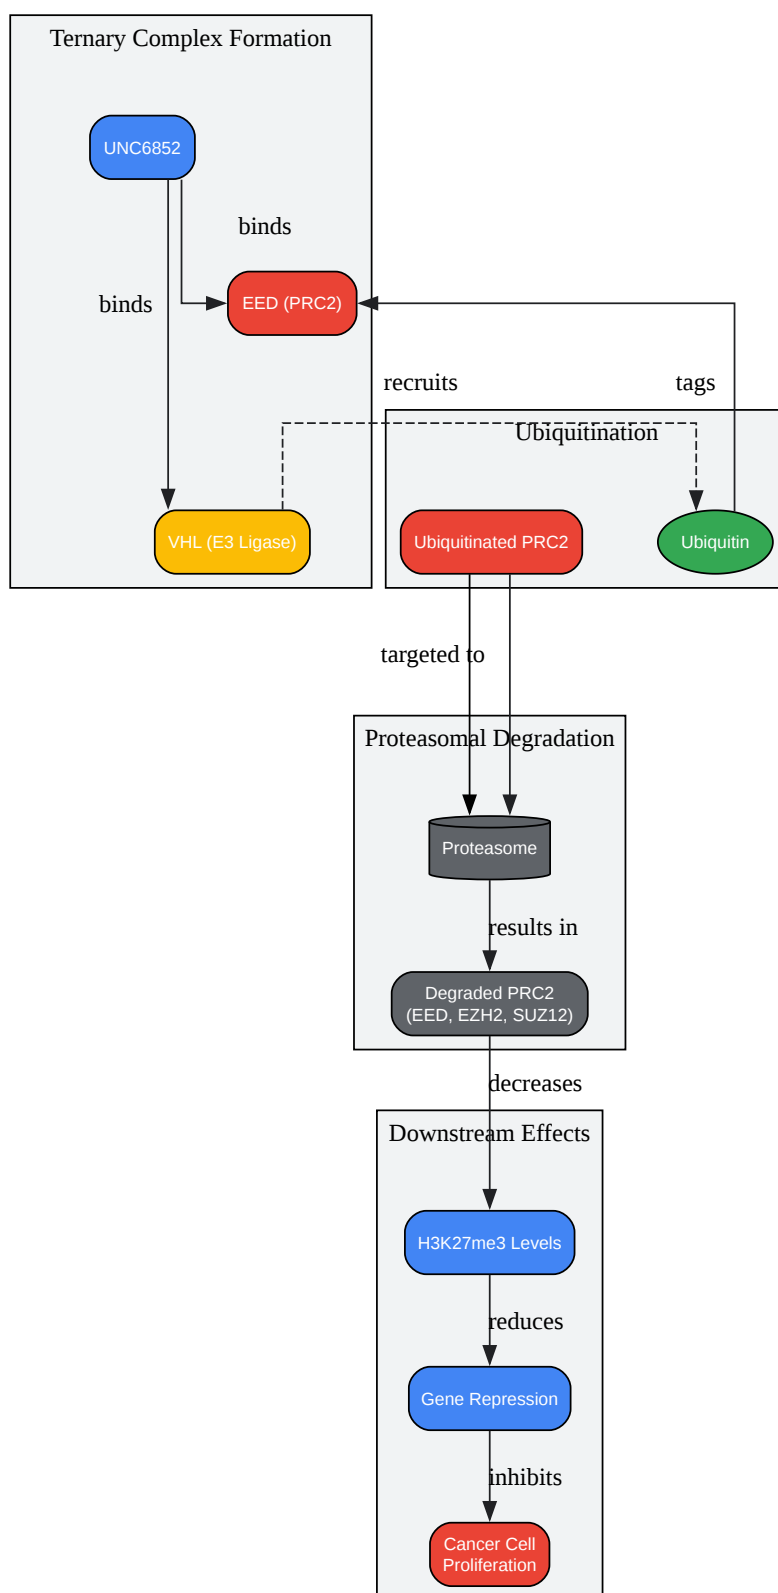 Ternary Complex Formation
UNC6852
binds
EED (PRC2)
binds
recruits
tags
Ubiquitination
VHL (E3 Ligase)
Ubiquitinated PRC2
Ubiquitin
targeted to
Proteasomal Degradation
Proteasome
results in
Degraded PRC2
(EED, EZH2, SUZ12)
decreases
Downstream Effects
H3K27me3 Levels
reduces
Gene Repression
inhibits
Cancer Cell
Proliferation